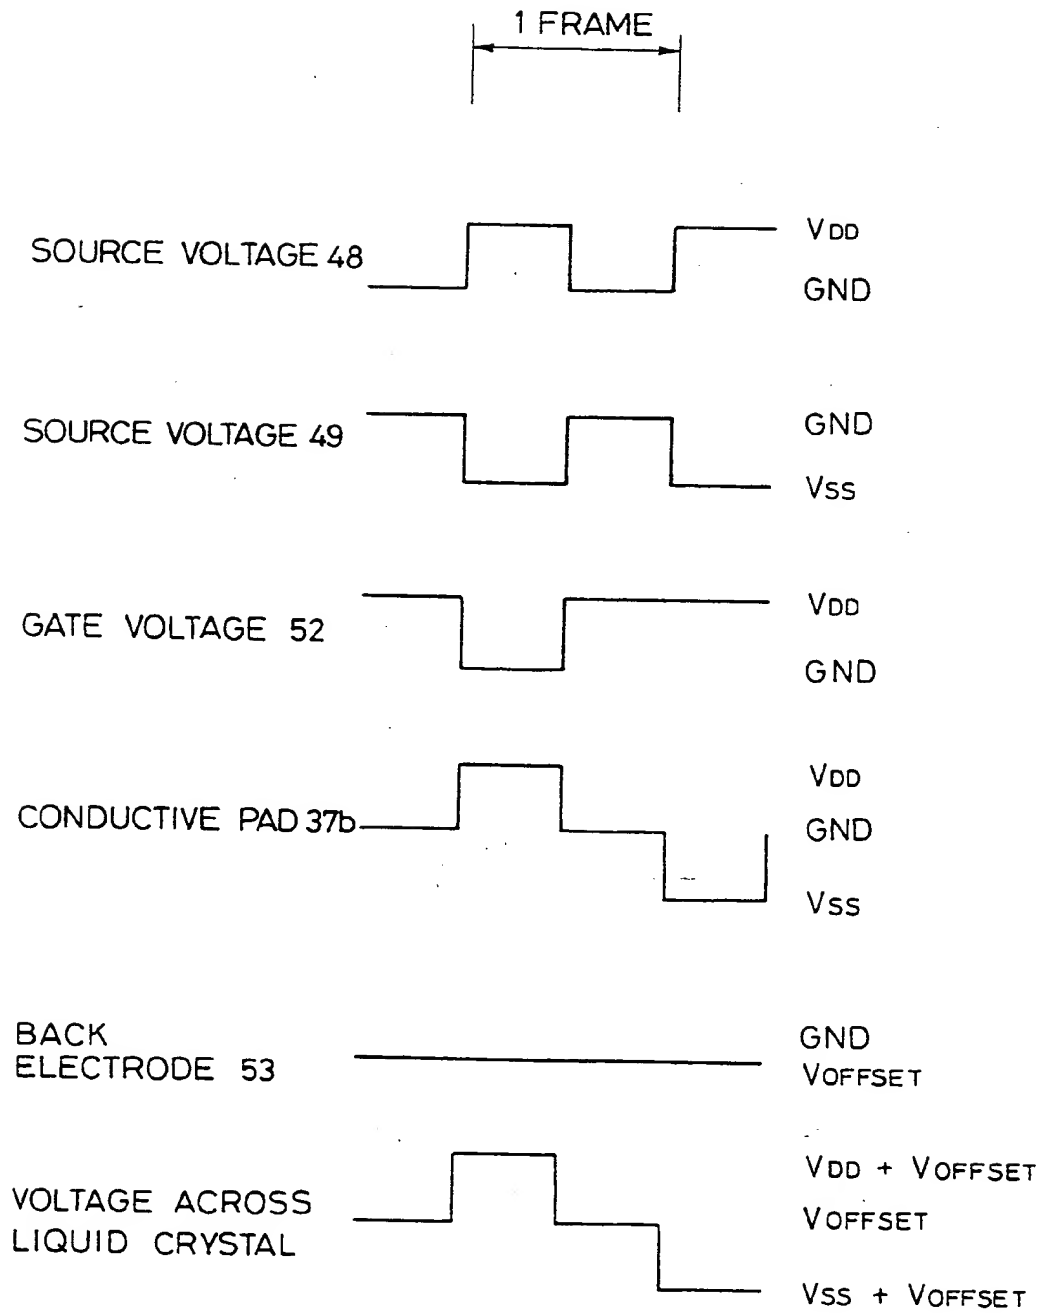 1 FRAME
SOURCE VOLTAGE 48
VDD
GND
SOURCE VOLTAGE 49
GND
VSS
GATE VOLTAGE 52
VDD
GND
CONDUCTIVE PAD 37b
VDD
GND
VSS
BACK
ELECTRODE 53
GND
VOFFSET
VOLTAGE ACROSS
LIQUID CRYSTAL
VDD + VOFFSET
VOFFSET
VSS + VOFFSET